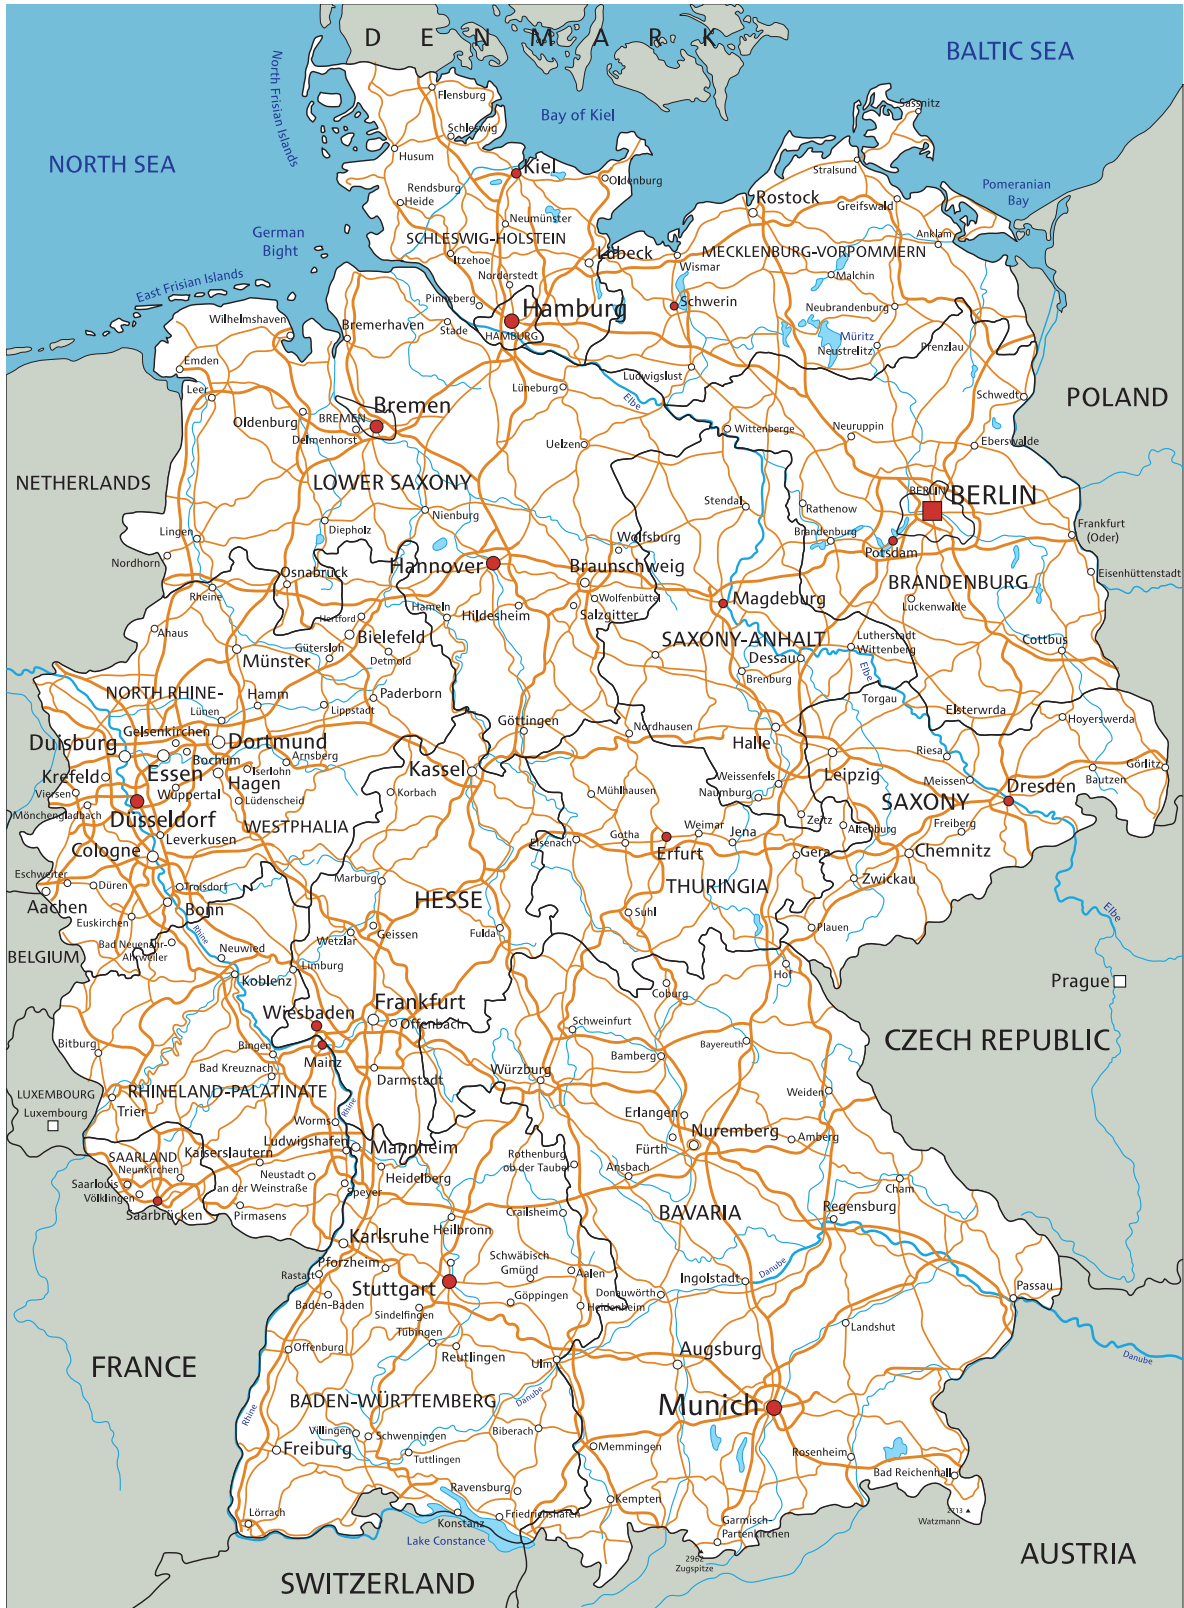 DENMARK
BALTIC SEA
North Frisian Islands
Flensburg
Sassnitz
Bay of Kiel
Schleswig
NORTH SEA
Husum
Kiel
Stralsund
Oldenburg
Rendsburg
Heide
Rostock
Greifswald
Pomeranian
Bay
Neumünster
German
Bight
SCHLESWIG-HOLSTEIN
Anklam
Lübeck
MECKLENBURG-VORPOMMERN
Itzehoe
Wismar
East Frisian Islands
Norderstedt
Malchin
Pinneberg
Schwerin
Neubrandenburg
Hamburg
Wilhelmshaven
Bremerhaven
Stade
HAMBURG
Müritz
Neustrelitz
Prenzlau
Emden
Ludwigslust
Leer
Lüneburg
Elbe
Schwedt
POLAND
Bremen
Oldenburg
BREMEN
Delmenhorst
Wittenberge
Neuruppin
Uelzen
Eberswalde
NETHERLANDS
LOWER SAXONY
BERLIN
BERLIN
Stendal
Rathenow
Nienburg
Diepholz
Frankfurt
(Oder)
Lingen
Wolfsburg
Brandenburg
Potsdam
Nordhorn
Hannover
Braunschweig
Osnabrück
Eisenhüttenstadt
BRANDENBURG
Rheine
Wolfenbüttel
Magdeburg
Luckenwalde
Hameln
Hildesheim
Salzgitter
Hertford
Ahaus
Bielefeld
SAXONY-ANHALT
Lutherstadt
Wittenberg
Cottbus
Gütersloh
Münster
Detmold
Dessau
Brenburg
Elbe
NORTH RHINE-
Hamm
Paderborn
Torgau
Lünen
Lippstadt
Elsterwrda
Göttingen
Nordhausen
Hoyerswerda
Gelsenkirchen
Duisburg
Dortmund
Halle
Bochum
Arnsberg
Riesa
Görlitz
Krefeld
Essen
Hagen
Iserlohn
Kassel
Weissenfels
Leipzig
Meissen
Bautzen
Viersen
Wuppertal
Lüdenscheid
Korbach
Mühlhausen
Naumburg
Dresden
SAXONY
Mönchengladbach
Düsseldorf
WESTPHALIA
Zeitz
Altenburg
Freiberg
Leverkusen
Gotha
Weimar
Jena
Eisenach
Erfurt
Cologne
Gera
Chemnitz
Eschweiler
Düren
Troisdorf
Marburg
THURINGIA
Zwickau
Aachen
HESSE
Bonn
Suhl
Elbe
Euskirchen
Geissen
Plauen
Rhine
Fulda
Wetzlar
Bad Neuenahr-
Ahrweiler
Neuwied
BELGIUM
Limburg
Hof
Koblenz
Prague
Coburg
Frankfurt
Wiesbaden
Offenbach
Schweinfurt
CZECH REPUBLIC
Bitburg
Bingen
Mainz
Bamberg
Bayereuth
Bad Kreuznach
Darmstadt
Würzburg
LUXEMBOURG
RHINELAND-PALATINATE
Weiden
Luxembourg
Trier
Rhine
Erlangen
Worms
Nuremberg
Amberg
Ludwigshafen
Mannheim
Fürth
SAARLAND
Kaiserslautern
Rothenburg
ob der Tauber
Neunkirchen
Neustadt
an der Weinstraße
Heidelberg
Ansbach
Saarlouis
Völklingen
Speyer
Cham
Saarbrücken
Pirmasens
BAVARIA
Regensburg
Crailsheim
Heilbronn
Karlsruhe
Schwäbisch
Gmünd
Pforzheim
Rastatt
Aalen
Danube
Ingolstadt
Passau
Stuttgart
Baden-Baden
Göppingen
Donauwörth
Heidenheim
Sindelfingen
Landshut
Tübingen
Offenburg
Reutlingen
Danube
FRANCE
Ulm
Augsburg
BADEN-WÜRTTEMBERG
Danube
Munich
Rhine
Villingen
Schwenningen
Biberach
Freiburg
Memmingen
Rosenheim
Tuttlingen
Bad Reichenhall
Ravensburg
Kempten
2713
Watzmann
Lörrach
Konstanz
Friedrichshafen
Garmisch-
Partenkirchen
Lake Constance
2962
Zugspitze
AUSTRIA
SWITZERLAND